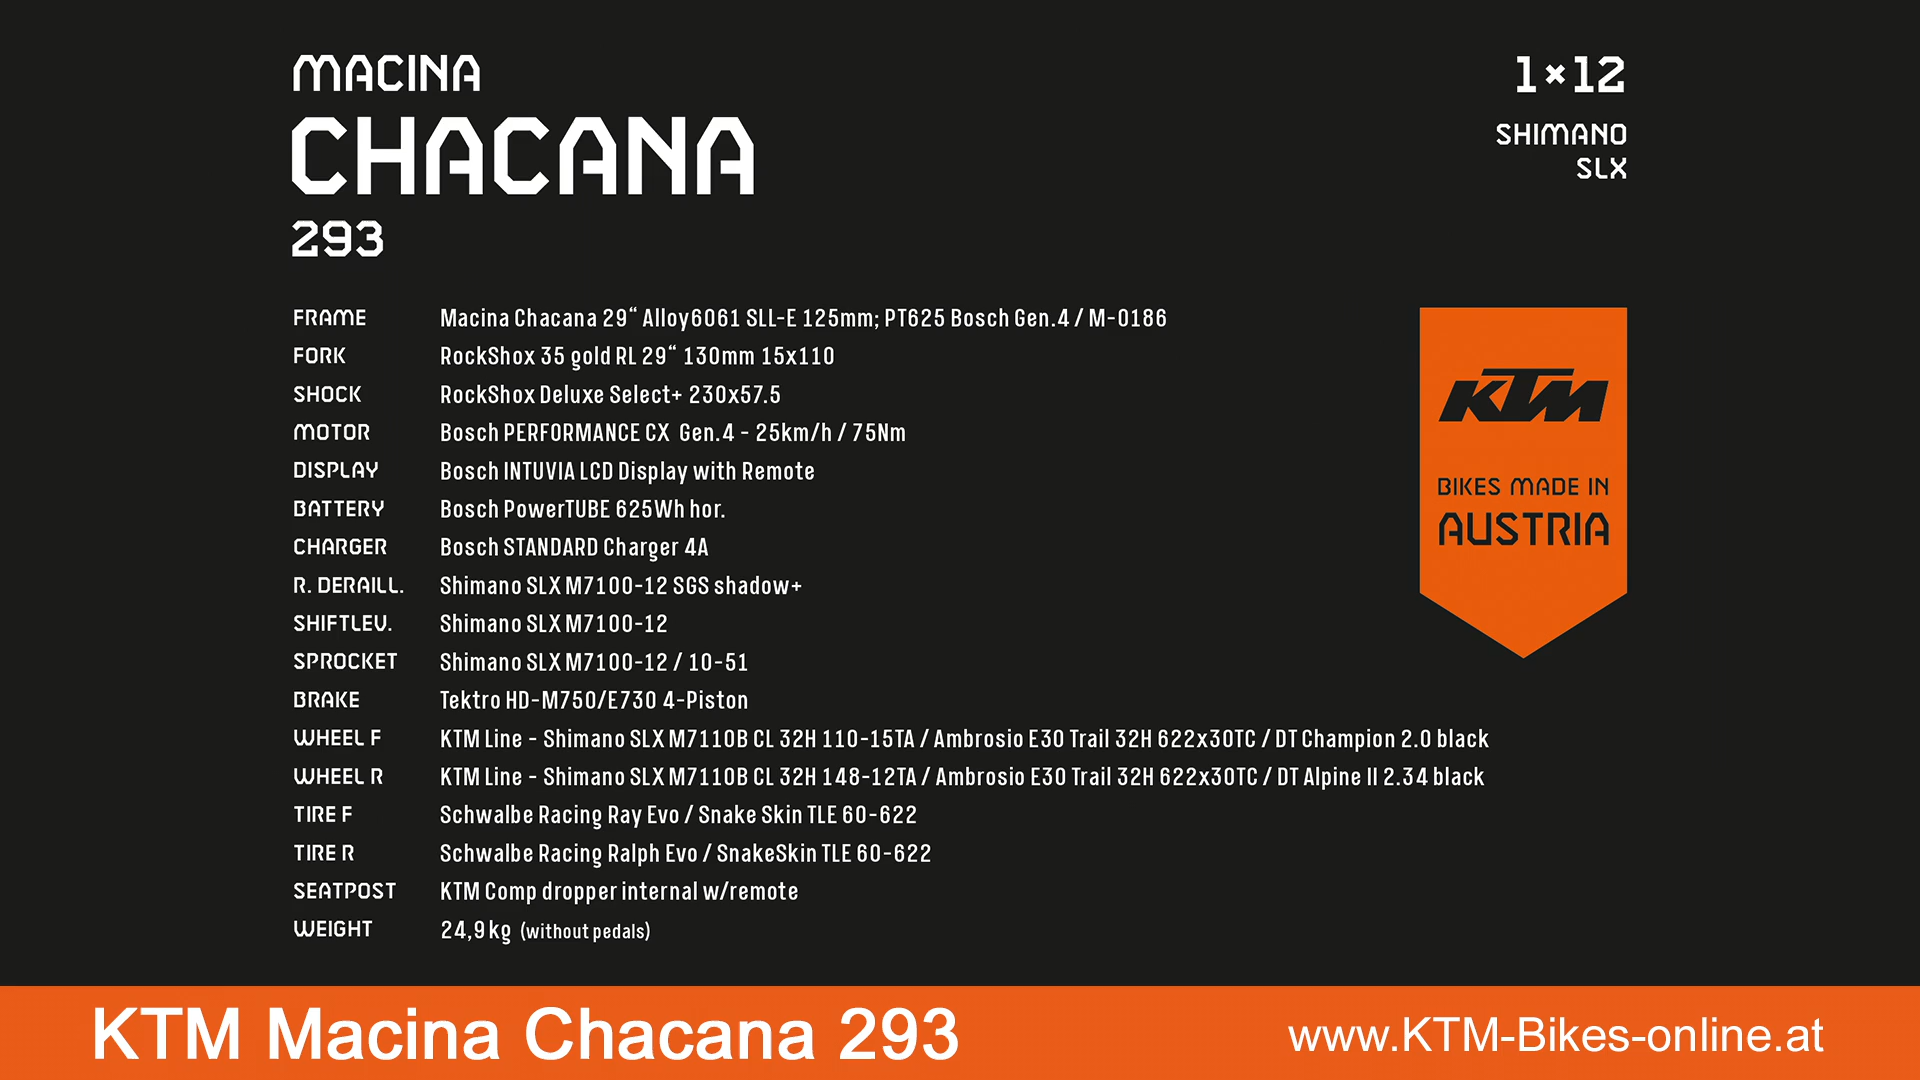 MACINA
CHACANA
293
1×12
SHIMANO
SLX
FRAME Macina Chacana 29“ Alloy6061 SLL-E 125mm; PT625 Bosch Gen.4 / M-0186
FORK RockShox 35 gold RL 29“ 130mm 15x110
SHOCK RockShox Deluxe Select+ 230x57.5
MOTOR Bosch PERFORMANCE CX Gen.4 - 25km/h / 75Nm
DISPLAY Bosch INTUVIA LCD Display with Remote
BATTERY Bosch PowerTUBE 625Wh hor.
CHARGER Bosch STANDARD Charger 4A
R. DERAILL. Shimano SLX M7100-12 SGS shadow+
SHIFTLEV. Shimano SLX M7100-12
SPROCKET Shimano SLX M7100-12 / 10-51
BRAKE Tektro HD-M750/E730 4-Piston
WHEEL F KTM Line - Shimano SLX M7110B CL 32H 110-15TA / Ambrosio E30 Trail 32H 622x30TC / DT Champion 2.0 black
WHEEL R KTM Line - Shimano SLX M7110B CL 32H 148-12TA / Ambrosio E30 Trail 32H 622x30TC / DT Alpine II 2.34 black
TIRE F Schwalbe Racing Ray Evo / Snake Skin TLE 60-622
TIRE R Schwalbe Racing Ralph Evo / SnakeSkin TLE 60-622
SEATPOST KTM Comp dropper internal w/remote
WEIGHT 24,9 kg (without pedals)
KTM
BIKES MADE IN
AUSTRIA
KTM Macina Chacana 293
www.KTM-Bikes-online.at